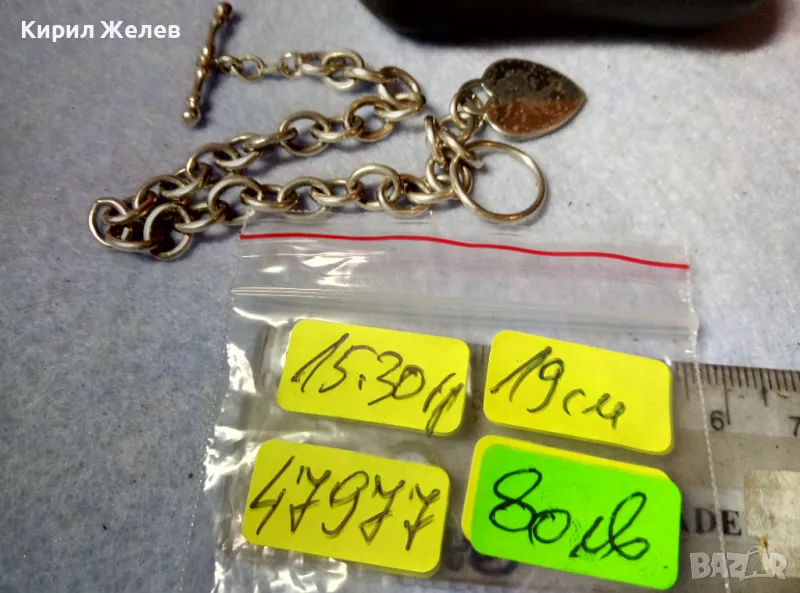 Кирил Желев
15.30гр
19см
6 7
47977
80лв
ADE
BAZAR